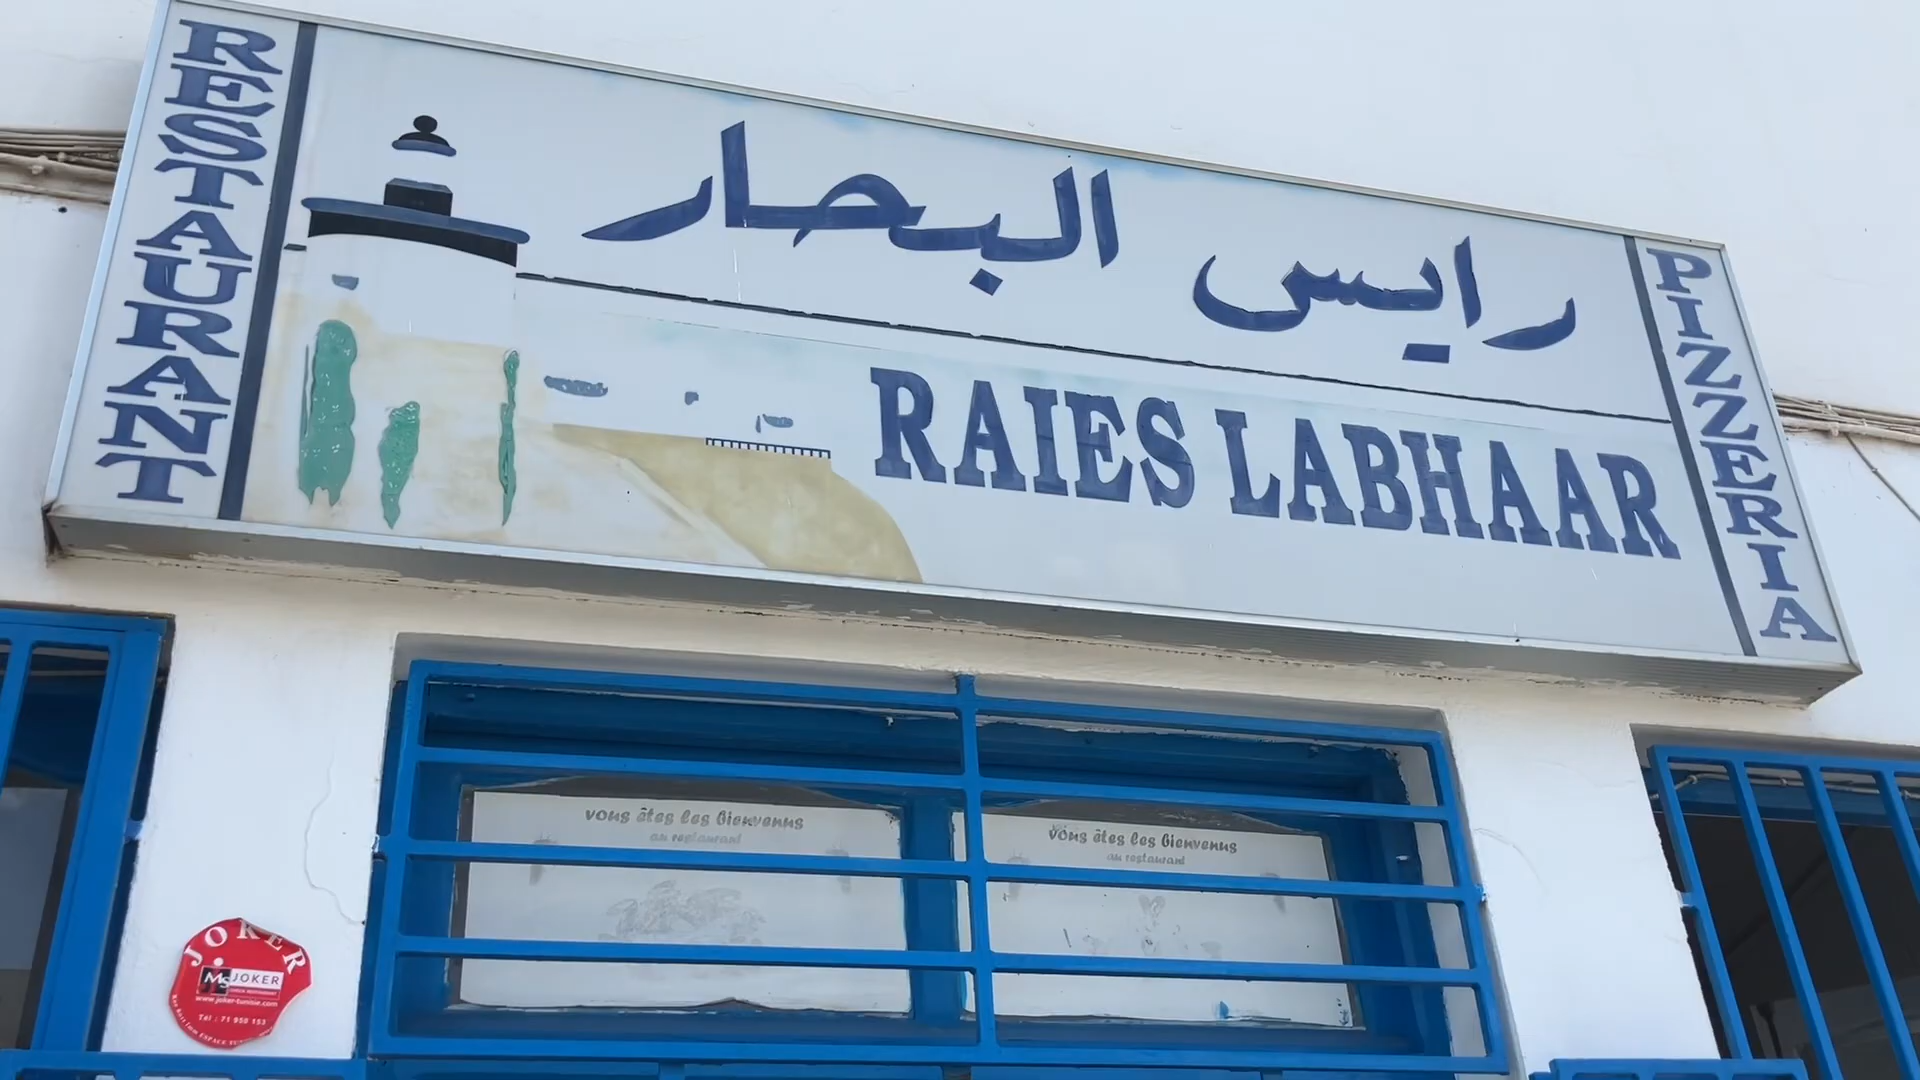 RESTAURANT
رايس البحار
RAIES LABHAAR
PIZZERIA
vous êtes les bienvenus
au restaurant
vous êtes les bienvenus
au restaurant
JOKER
JOKER
www.joker-tunisie.com
Tél : 71 950 153